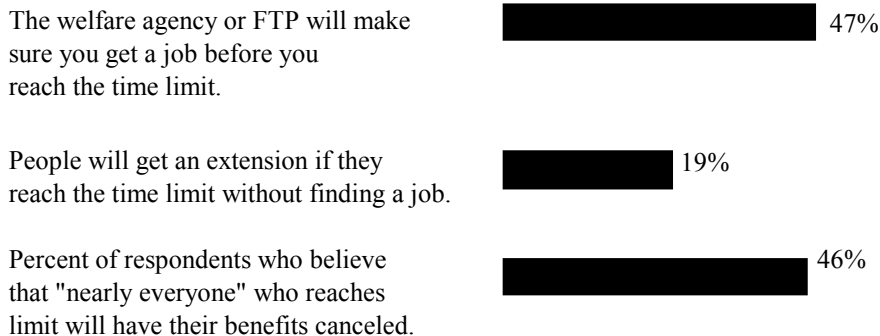 The welfare agency or FTP will make
sure you get a job before you
reach the time limit.
47%
People will get an extension if they
reach the time limit without finding a job.
19%
Percent of respondents who believe
that "nearly everyone" who reaches
limit will have their benefits canceled.
46%